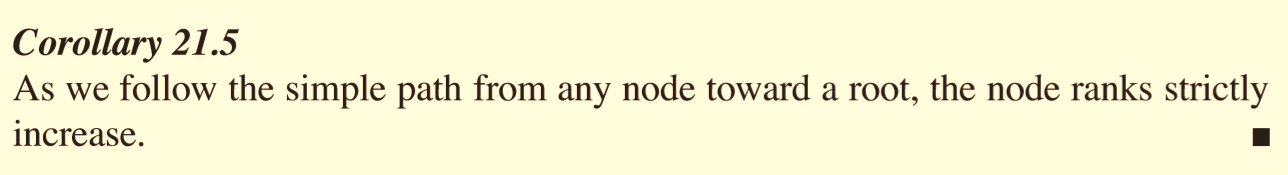 Corollary 21.5
As we follow the simple path from any node toward a root, the node ranks strictly
increase. ■